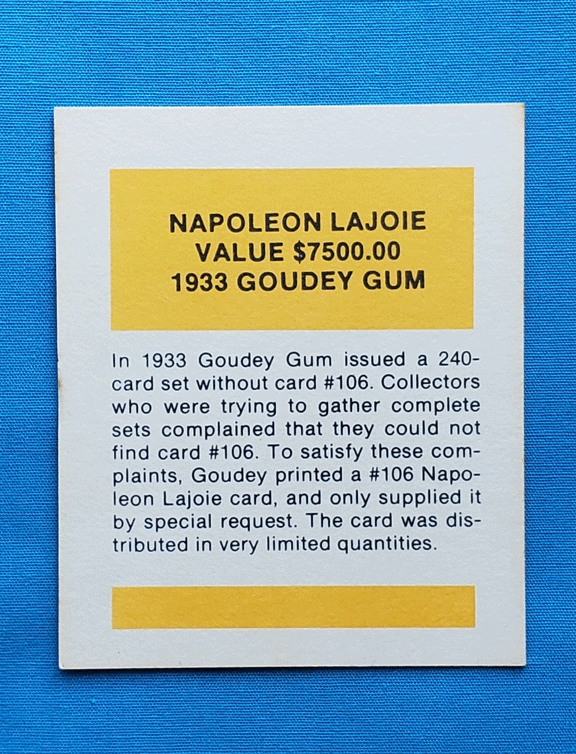 NAPOLEON LAJOIE
VALUE $7500.00
1933 GOUDEY GUM
In 1933 Goudey Gum issued a 240-
card set without card #106. Collectors
who were trying to gather complete
sets complained that they could not
find card #106. To satisfy these com-
plaints, Goudey printed a #106 Napo-
leon Lajoie card, and only supplied it
by special request. The card was dis-
tributed in very limited quantities.